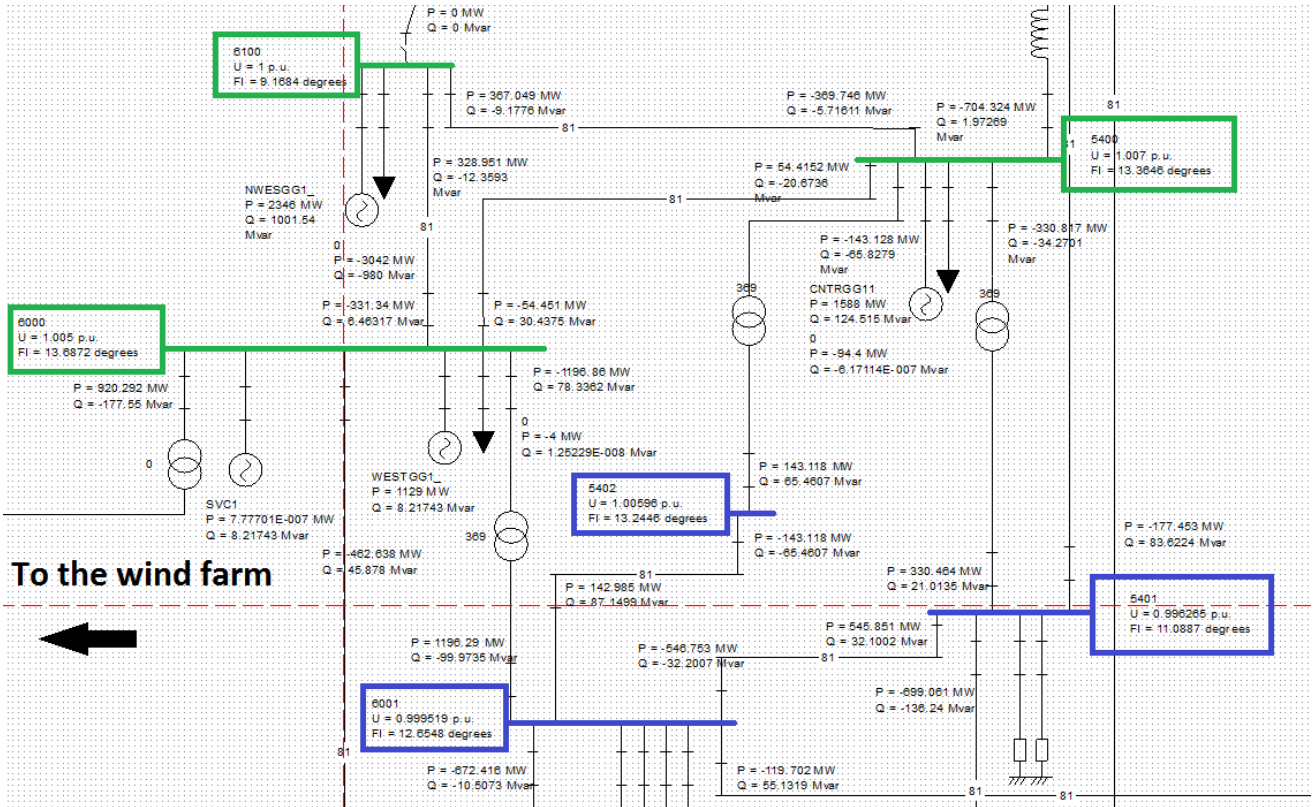 P = 0 MW
Q = 0 Mvar
6100
U = 1 p.u.
FI = 9.1684 degrees
P = 367.049 MW
Q = -9.1776 Mvar
P = -369.746 MW
Q = -5.71611 Mvar
P = -704.324 MW
Q = 1.97269
Mvar
81
81
81
5400
U = 1.007 p.u.
FI = 13.3646 degrees
P = 328.951 MW
Q = -12.3593
Mvar
P = 54.4152 MW
Q = -20.6736
Mvar
NWESGG1_
P = 2346 MW
Q = 1001.54
Mvar
81
81
P = -143.128 MW
Q = -65.8279
Mvar
P = -330.817 MW
Q = -34.2701
Mvar
0
P = -3042 MW
Q = -980 Mvar
369
369
CNTRGG11
P = 1588 MW
Q = 124.515 Mvar
0
P = -94.4 MW
Q = -6.17114E-007 Mvar
P = -331.34 MW
Q = 6.46317 Mvar
P = -54.451 MW
Q = 30.4375 Mvar
6000
U = 1.005 p.u.
FI = 13.6872 degrees
P = 920.292 MW
Q = -177.55 Mvar
P = -1196.86 MW
Q = 78.3362 Mvar
0
P = -4 MW
Q = 1.25229E-008 Mvar
0
SVC1
P = 7.77701E-007 MW
Q = 8.21743 Mvar
WESTGG1_
P = 1129 MW
Q = 8.21743 Mvar
369
P = 143.118 MW
Q = 65.4607 Mvar
5402
U = 1.00596 p.u.
FI = 13.2446 degrees
P = -143.118 MW
Q = -65.4607 Mvar
P = -177.453 MW
Q = 83.6224 Mvar
P = -462.638 MW
Q = 45.878 Mvar
To the wind farm
81
P = 142.985 MW
Q = 87.1499 Mvar
P = 330.464 MW
Q = 21.0135 Mvar
5401
U = 0.996265 p.u.
FI = 11.0887 degrees
P = 1196.29 MW
Q = -99.9735 Mvar
P = -546.753 MW
Q = -32.2007 Mvar
P = 545.851 MW
Q = 32.1002 Mvar
81
6001
U = 0.999519 p.u.
FI = 12.6548 degrees
P = -699.061 MW
Q = -136.24 Mvar
81
P = -672.416 MW
Q = -10.5073 Mvar
P = -119.702 MW
Q = 55.1319 Mvar
81
81